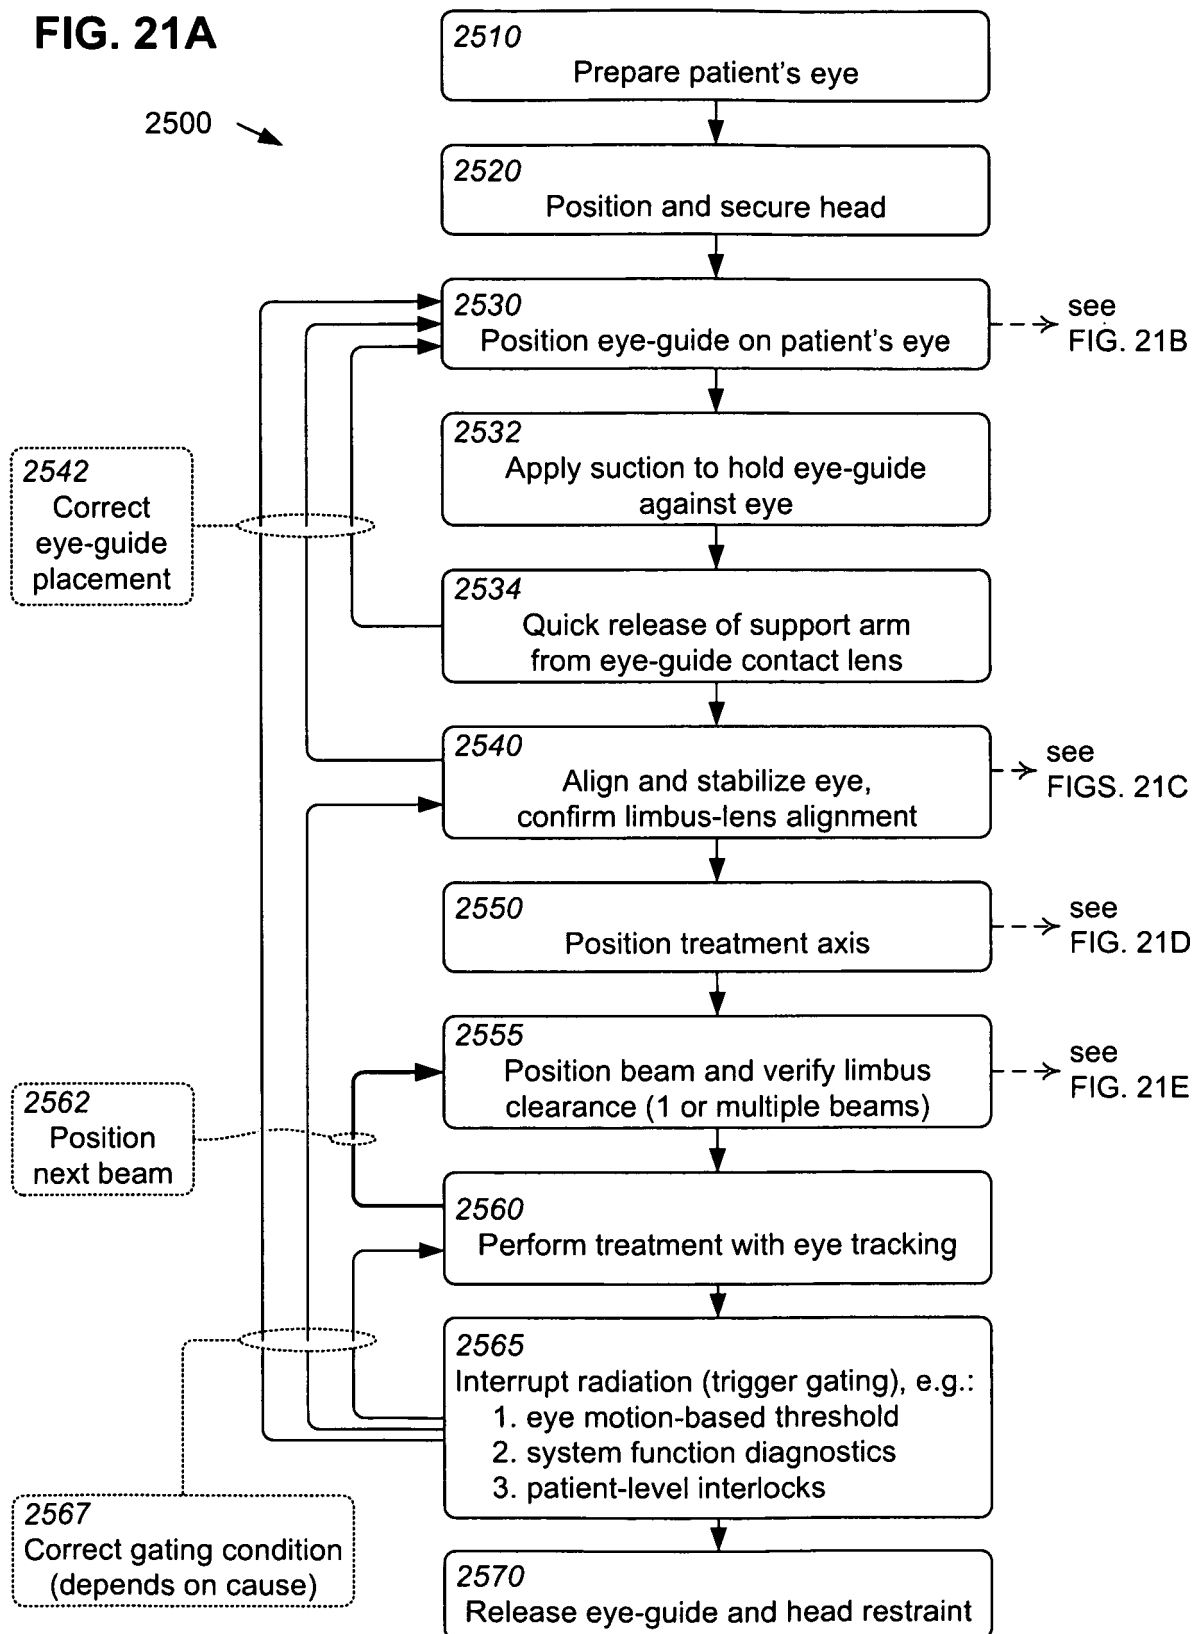 FIG. 21A
2500
2510
Prepare patient's eye
2520
Position and secure head
2530
Position eye-guide on patient's eye
see
FIG. 21B
2532
Apply suction to hold eye-guide
against eye
2542
Correct
eye-guide
placement
2534
Quick release of support arm
from eye-guide contact lens
2540
Align and stabilize eye,
confirm limbus-lens alignment
see
FIGS. 21C
2550
Position treatment axis
see
FIG. 21D
2555
Position beam and verify limbus
clearance (1 or multiple beams)
see
FIG. 21E
2562
Position
next beam
2560
Perform treatment with eye tracking
2565
Interrupt radiation (trigger gating), e.g.:
1. eye motion-based threshold
2. system function diagnostics
3. patient-level interlocks
2567
Correct gating condition
(depends on cause)
2570
Release eye-guide and head restraint